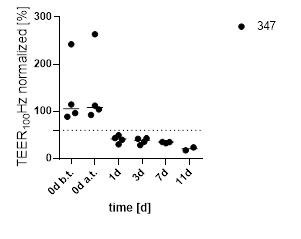 TEER100Hz normalized [%]
300
200
100
0
0d b.t.
0d a.t.
1d
3d
7d
11d
time [d]
347